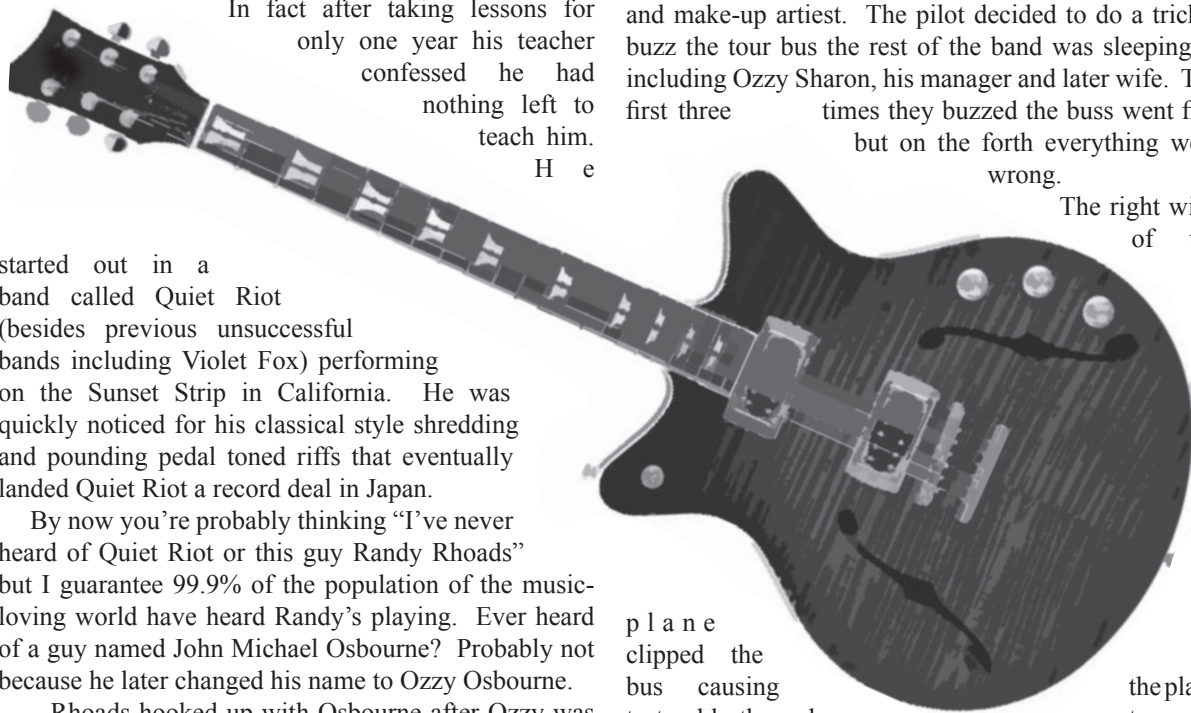 In fact after taking lessons for
only one year his teacher
confessed he had
nothing left to
teach him.
H e
started out in a
band called Quiet Riot
(besides previous unsuccessful
bands including Violet Fox) performing
on the Sunset Strip in California. He was
quickly noticed for his classical style shredding
and pounding pedal toned riffs that eventually
landed Quiet Riot a record deal in Japan.
By now you’re probably thinking “I’ve never
heard of Quiet Riot or this guy Randy Rhoads”
but I guarantee 99.9% of the population of the music-
loving world have heard Randy’s playing. Ever heard
of a guy named John Michael Osbourne? Probably not
because he later changed his name to Ozzy Osbourne.
Rhoads hooked up with Osbourne after Ozzy was
and make-up artiest. The pilot decided to do a
buzz the tour bus the rest of the band was sleeping
including Ozzy Sharon, his manager and later wife.
first three times they buzzed the buss went
but on the forth everything
wrong.
The right
of
p l a n e
clipped the
bus causing